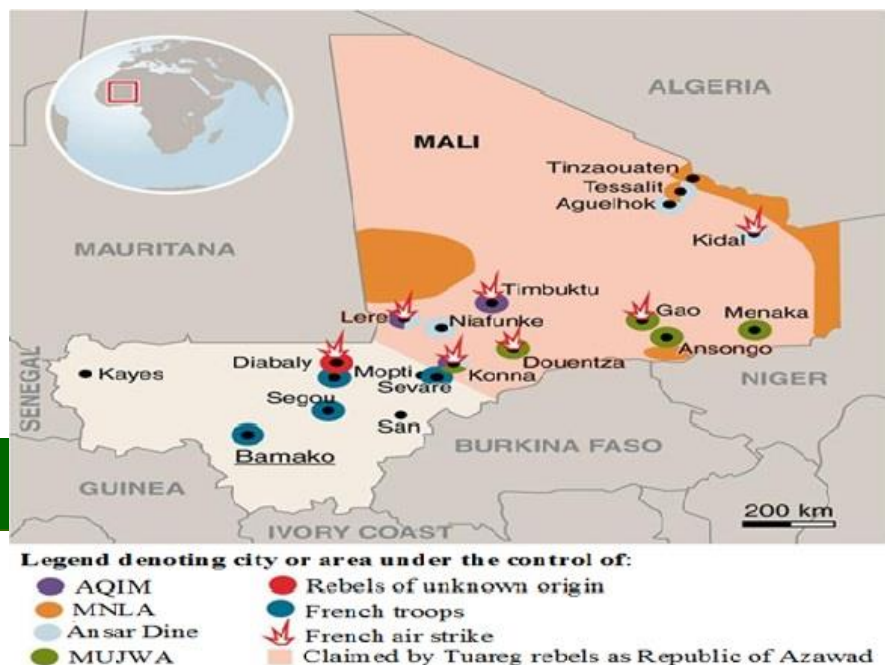 ALGERIA
MALI
Tinzaouaten
Tessalit
Aguelhok
MAURITANA
Kidal
Timbuktu
Lere
Gao
Menaka
Niafunke
Diabaly
Mopti
Konna
Douentza
Ansongo
Kayes
Sevare
NIGER
SENEGAL
Segou
San
BURKINA FASO
Bamako
GUINEA
200 km
IVORY COAST
Legend denoting city or area under the control of:
AQIM
Rebels of unknown origin
MNLA
French troops
Ansar Dine
French air strike
MUJWA
Claimed by Tuareg rebels as Republic of Azawad